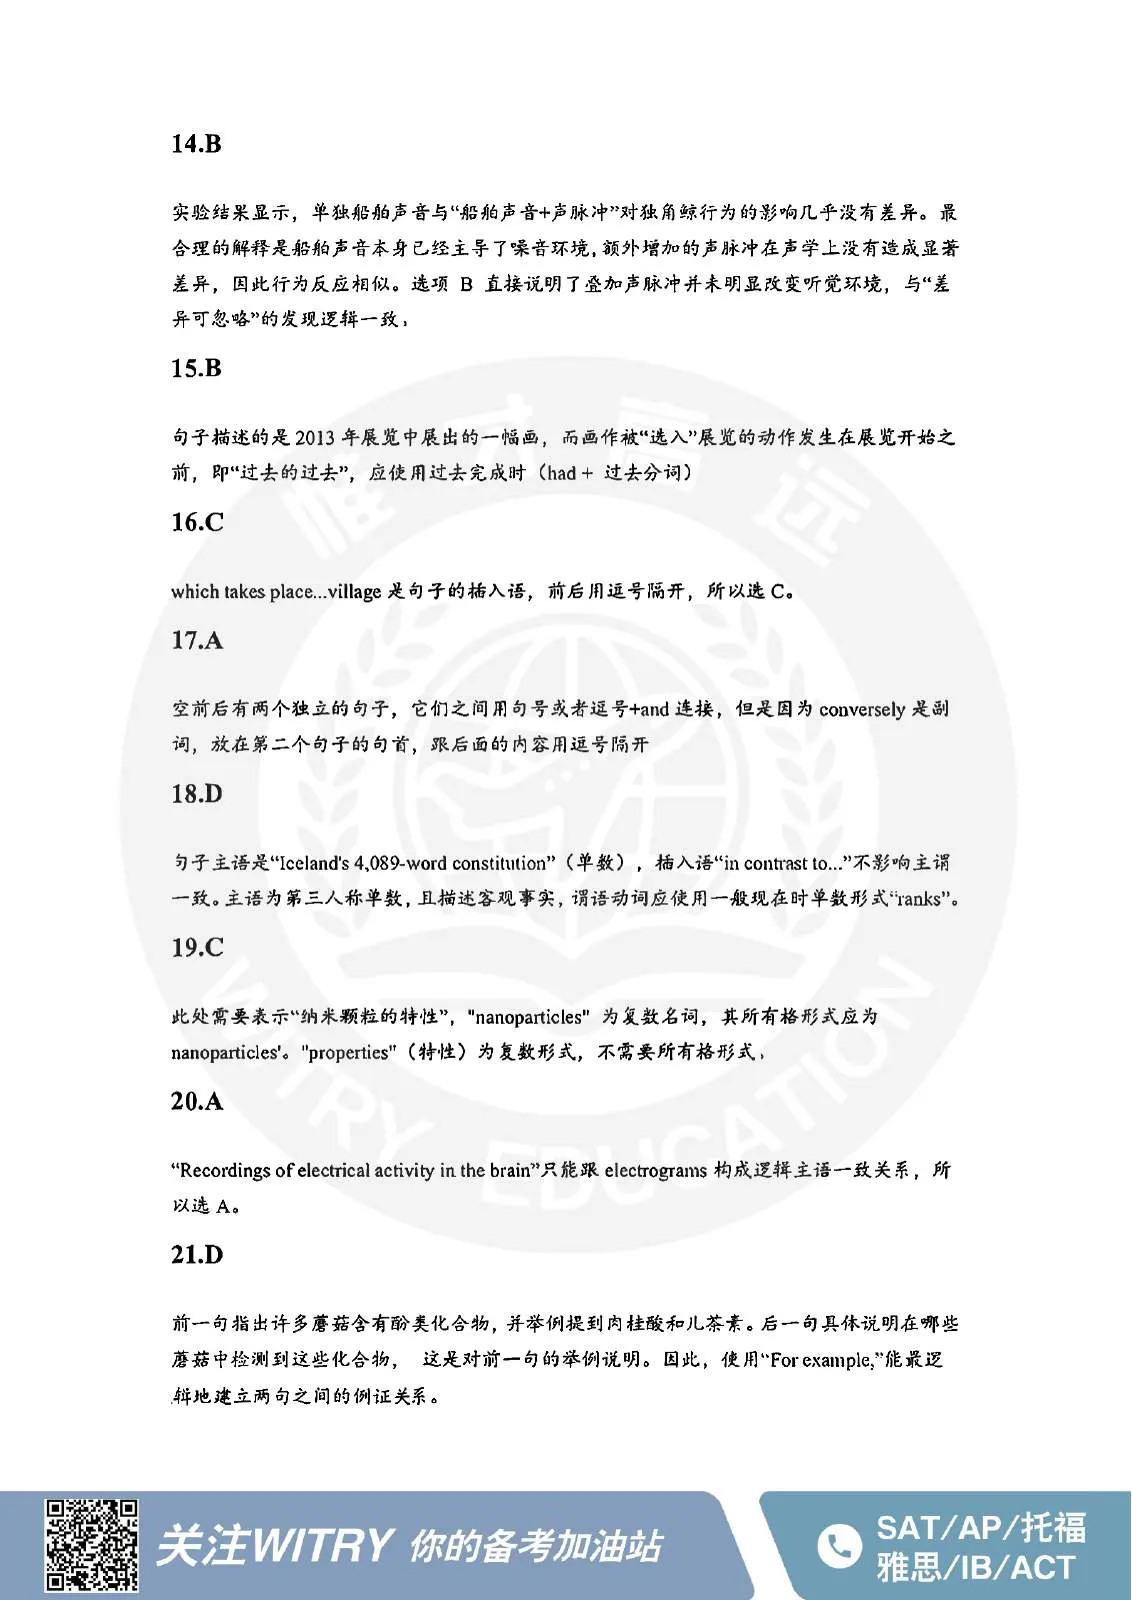 14.B
实验结果显示，单独船舶声音与“船舶声音+声脉冲”对独角鲸行为的影响几乎没有差异。最
合理的解释是船舶声音本身已经主导了噪音环境，额外增加的声脉冲在声学上没有造成显著
差异，因此行为反应相似。选项 B 直接说明了叠加声脉冲并未明显改变听觉环境，与“差
异可忽略”的发现逻辑一致。
15.B
句子描述的是 2013 年展览中展出的一幅画，而画作被“选入”展览的动作发生在展览开始之
前，即“过去的过去”，应使用过去完成时（had + 过去分词）
16.C
which takes place...village 是句子的插入语，前后用逗号隔开，所以选 C。
17.A
空前后有两个独立的句子，它们之间用句号或者逗号+and 连接，但是因为 conversely 是副
词，放在第二个句子的句首，跟后面的内容用逗号隔开
18.D
句子主语是“Iceland's 4,089-word constitution”（单数），插入语“in contrast to...”不影响主谓
一致。主语为第三人称单数，且描述客观事实，谓语动词应使用一般现在时单数形式“ranks”。
19.C
此处需要表示“纳米颗粒的特性”，"nanoparticles" 为复数名词，其所有格形式应为
nanoparticles'。"properties"（特性）为复数形式，不需要所有格形式。
20.A
“Recordings of electrical activity in the brain”只能跟 electrograms 构成逻辑主语一致关系，所
以选 A。
21.D
前一句指出许多蘑菇含有酚类化合物，并举例提到肉桂酸和儿茶素。后一句具体说明在哪些
蘑菇中检测到这些化合物， 这是对前一句的举例说明。因此，使用“For example,”能最逻
辑地建立两句之间的例证关系。
惟才言远
WITRY EDUCATION
关注WITRY 你的备考加油站
SAT/AP/托福
雅思/IB/ACT